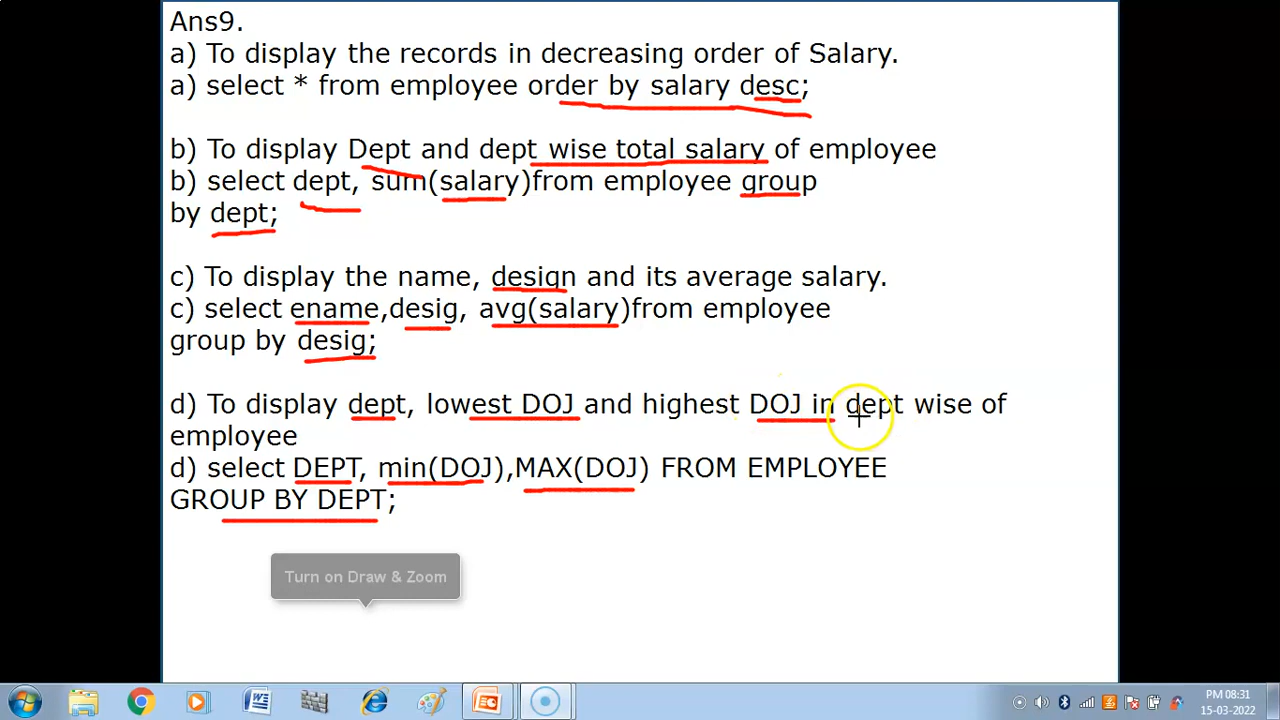 Ans9.
a) To display the records in decreasing order of Salary.
a) select * from employee order by salary desc;
b) To display Dept and dept wise total salary of employee
b) select dept, sum(salary)from employee group
by dept;
c) To display the name, design and its average salary.
c) select ename,desig, avg(salary)from employee
group by desig;
d) To display dept, lowest DOJ and highest DOJ in dept wise of
employee
d) select DEPT, min(DOJ),MAX(DOJ) FROM EMPLOYEE
GROUP BY DEPT;
Turn on Draw & Zoom
PM 08:31
15-03-2022